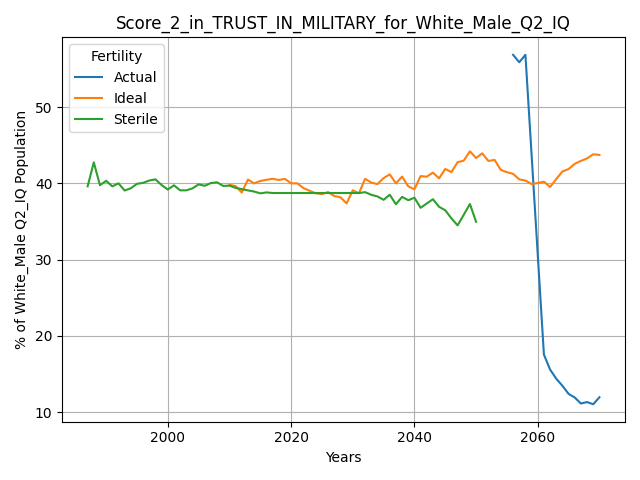 Score_2_in_TRUST_IN_MILITARY_for_White_Male_Q2_IQ
Fertility
Actual
Ideal
Sterile
% of White_Male Q2_IQ Population
50
40
30
20
10
2000
2020
2040
2060
Years